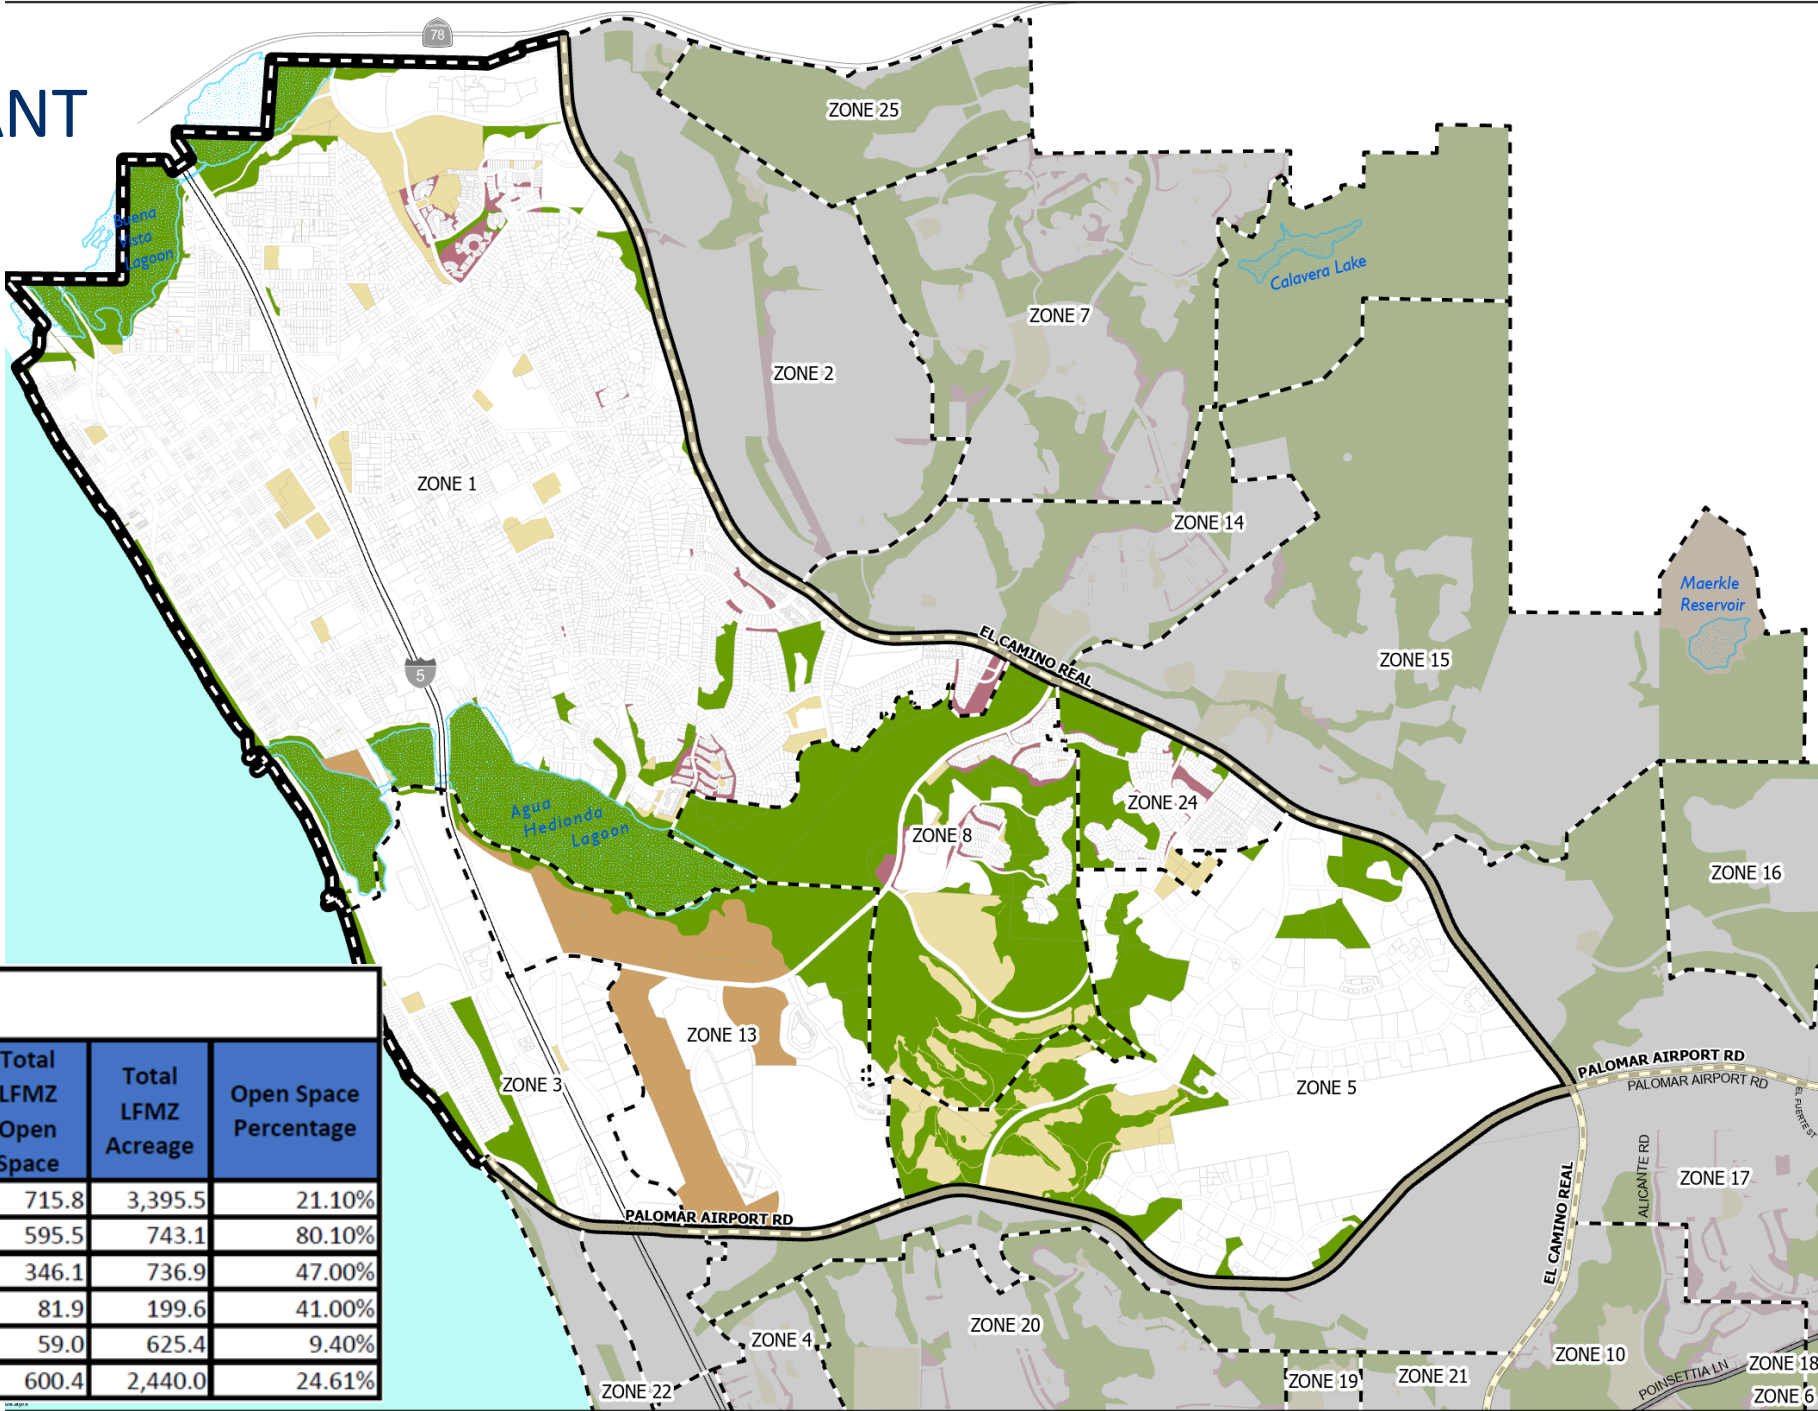 78
ANT
ZONE 25
Buena
Vista
Lagoon
Calavera Lake
ZONE 7
ZONE 2
ZONE 1
ZONE 14
Maerkle
Reservoir
EL CAMINO REAL
ZONE 15
5
Agua
Hedionda
Lagoon
ZONE 24
ZONE 8
ZONE 16
ZONE 13
ZONE 3
ZONE 5
PALOMAR AIRPORT RD
PALOMAR AIRPORT RD
EL FUERTE ST
ALICANTE RD
ZONE 17
EL CAMINO REAL
PALOMAR AIRPORT RD
ZONE 4
ZONE 20
ZONE 10
ZONE 22
ZONE 19
ZONE 21
POINSETTIA LN
ZONE 18
ZONE 6
Total LFMZ Open Space
Total LFMZ Acreage
Open Space Percentage
715.8 3,395.5 21.10%
595.5 743.1 80.10%
346.1 736.9 47.00%
81.9 199.6 41.00%
59.0 625.4 9.40%
600.4 2,440.0 24.61%